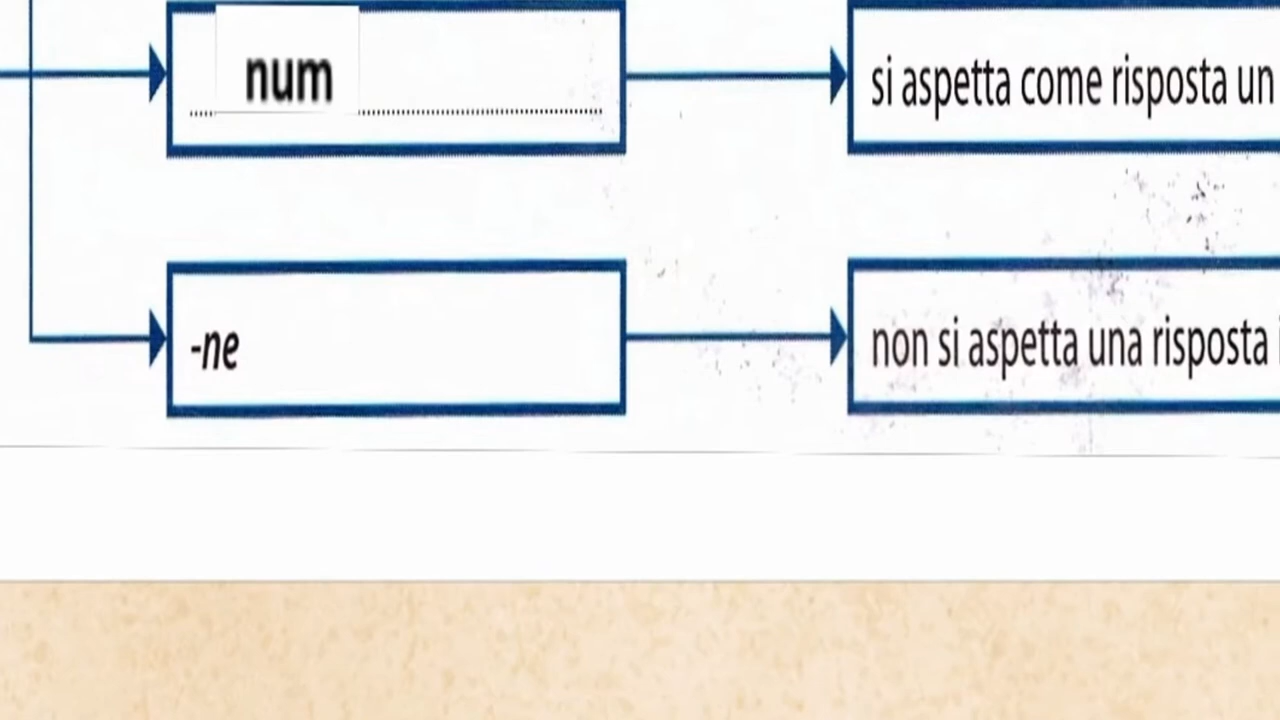 num
si aspetta come risposta un
-ne
non si aspetta una risposta